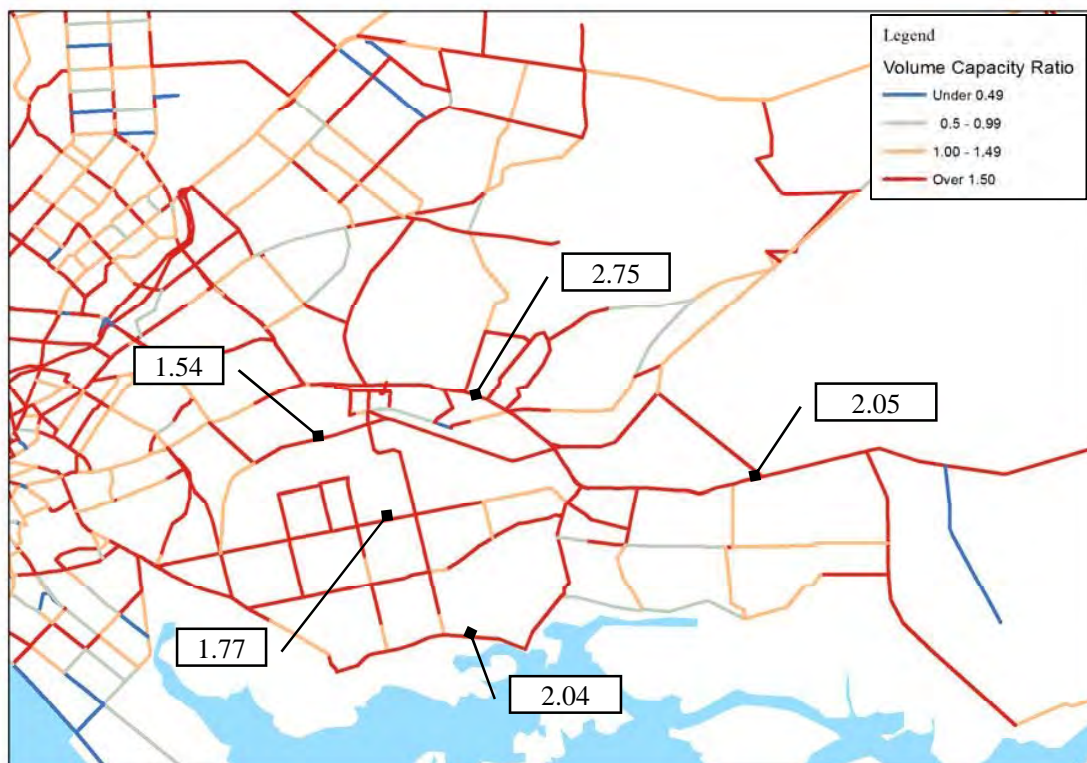 Legend
Volume Capacity Ratio
Under 0.49
0.5 - 0.99
1.00 - 1.49
Over 1.50
2.75
1.54
2.05
1.77
2.04